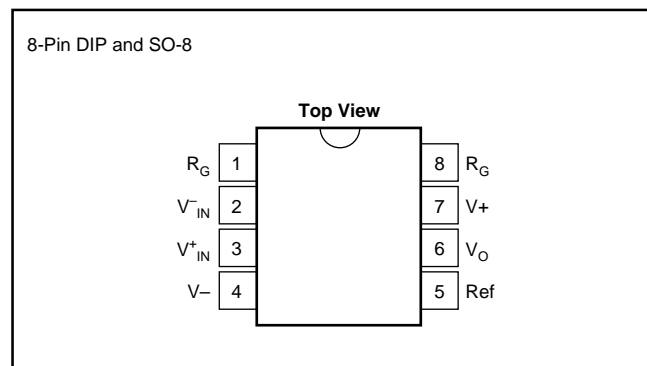 8-Pin DIP and SO-8
Top View
R_G 1 8 R_G
V⁻_IN 2 7 V+
V⁺_IN 3 6 V_O
V– 4 5 Ref